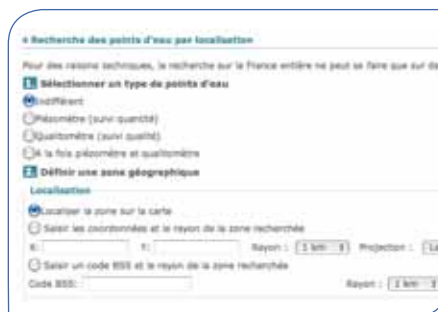 Recherche des points d'eau par localisation
Pour des raisons techniques, la recherche sur la France entière ne peut se faire que sur
Sélectionner un type de points d'eau
Indifférent
Piézomètre (suivi quantité)
Qualitomètre (suivi qualité)
A la fois piézomètre et qualitomètre
Définir une zone géographique
Localisation
Localiser la zone sur la carte
Saisir les coordonnées et le rayon de la zone recherchée
X: Y: Rayon : 1 km Projection : La
Saisir un code BSS et le rayon de la zone recherchée
Code BSS: Rayon : 1 km